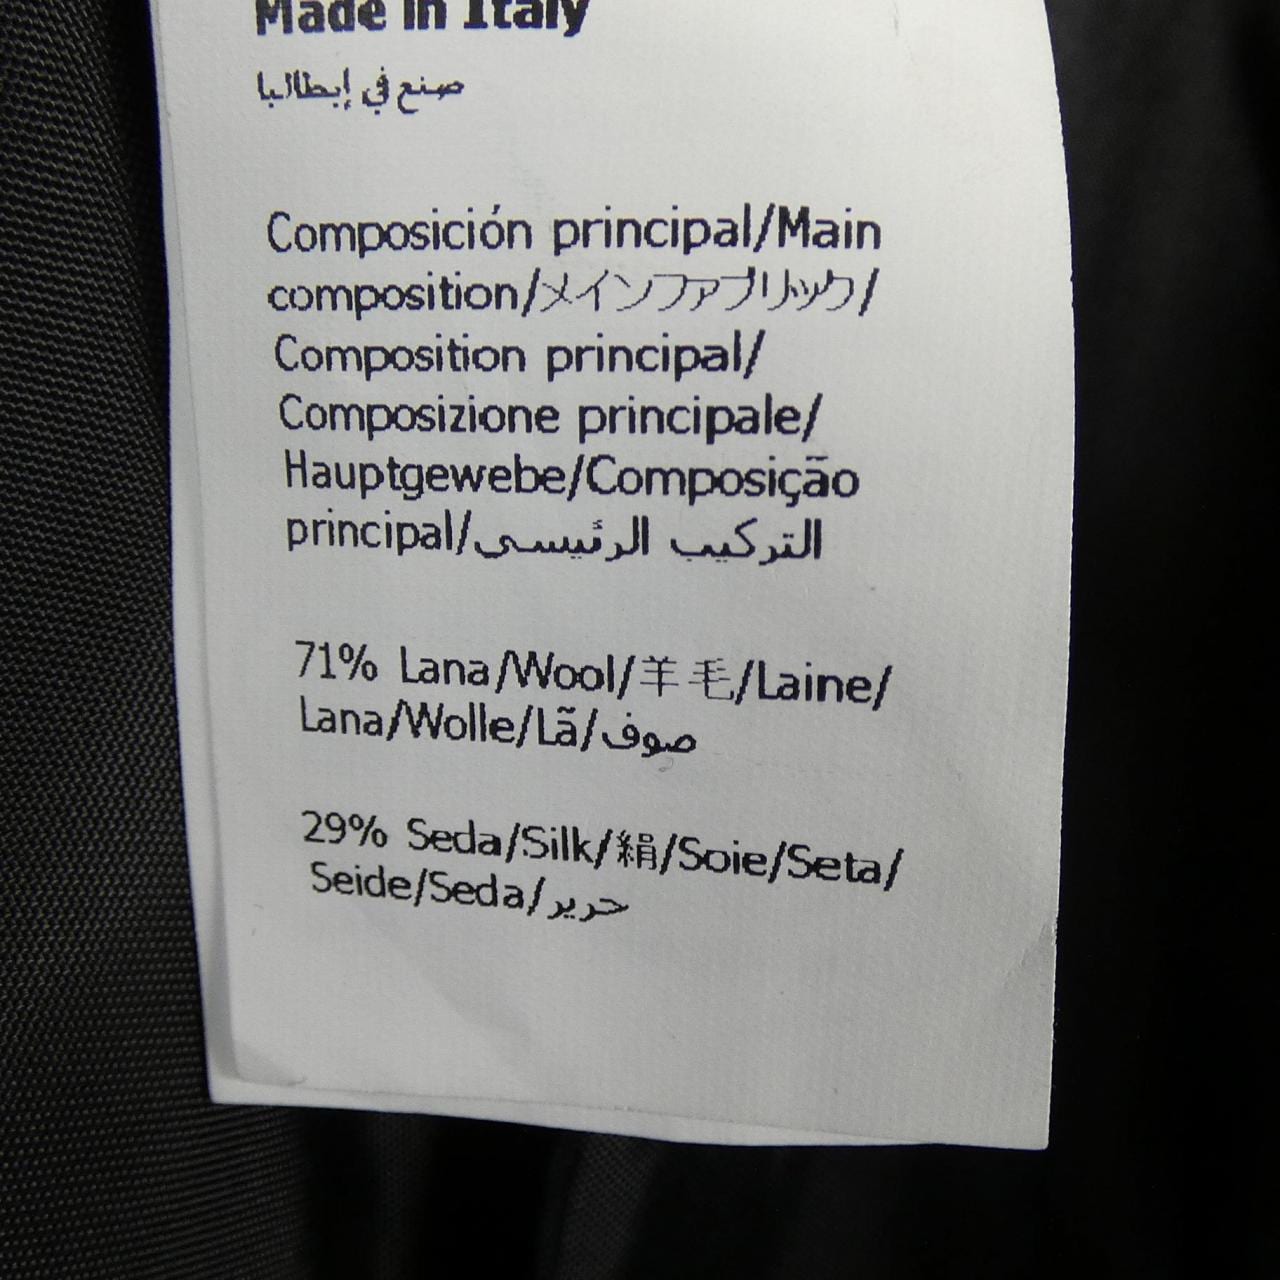 Made in Italy
صنع في إيطاليا
Composición principal/Main
composition/メインファブリック/
Composition principal/
Composizione principale/
Hauptgewebe/Composição
principal/التركيب الرئيسى
71% Lana/Wool/羊毛/Laine/
Lana/Wolle/Lã/صوف
29% Seda/Silk/絹/Soie/Seta/
Seide/Seda/حرير